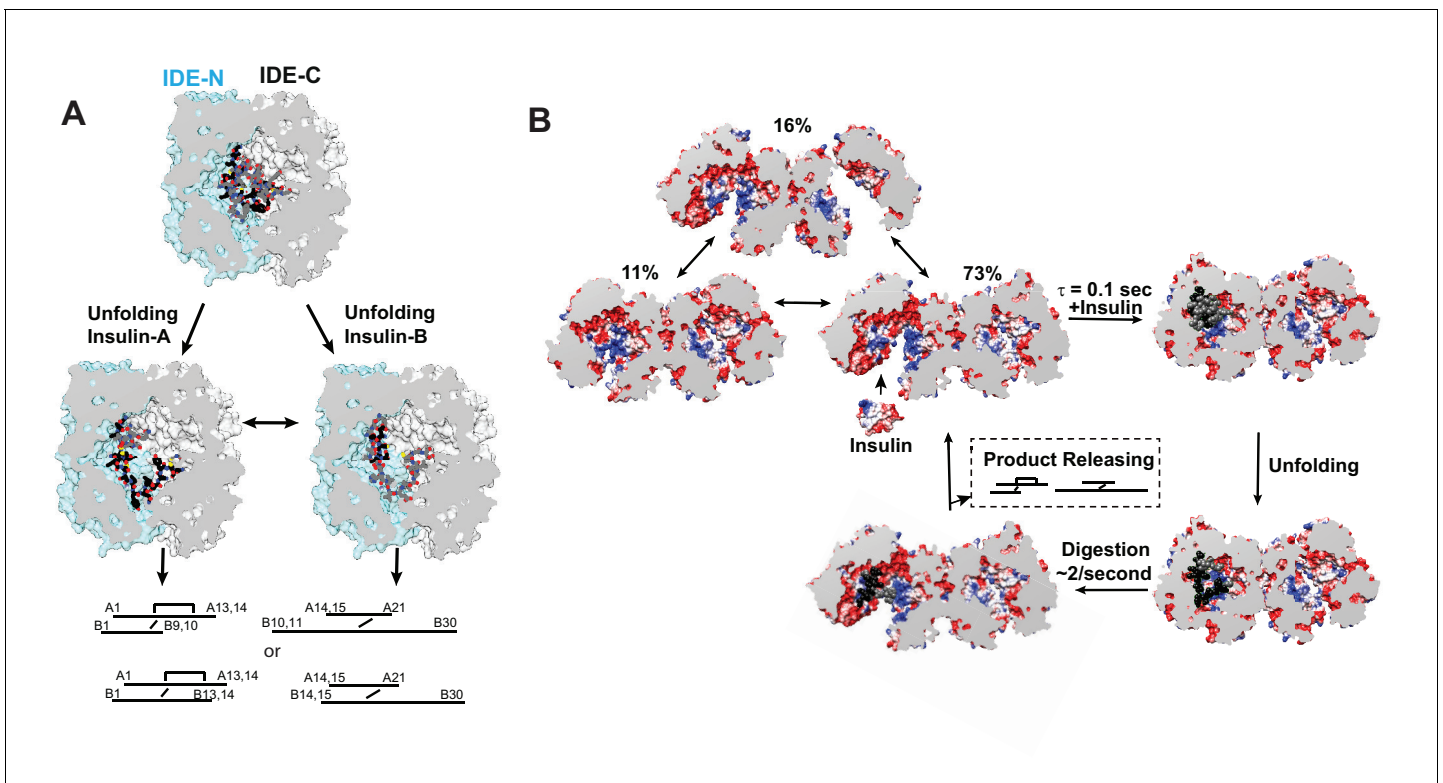 A
IDE-N IDE-C
Unfolding
Insulin-A
Unfolding
Insulin-B
A1 A13,14
B1 B9,10
A14,15 A21
B10,11 B30
or
A1 A13,14
B1 B13,14
A14,15 A21
B14,15 B30
B
16%
11%
73%
τ = 0.1 sec
+Insulin
Insulin
Product Releasing
Unfolding
Digestion
~2/second